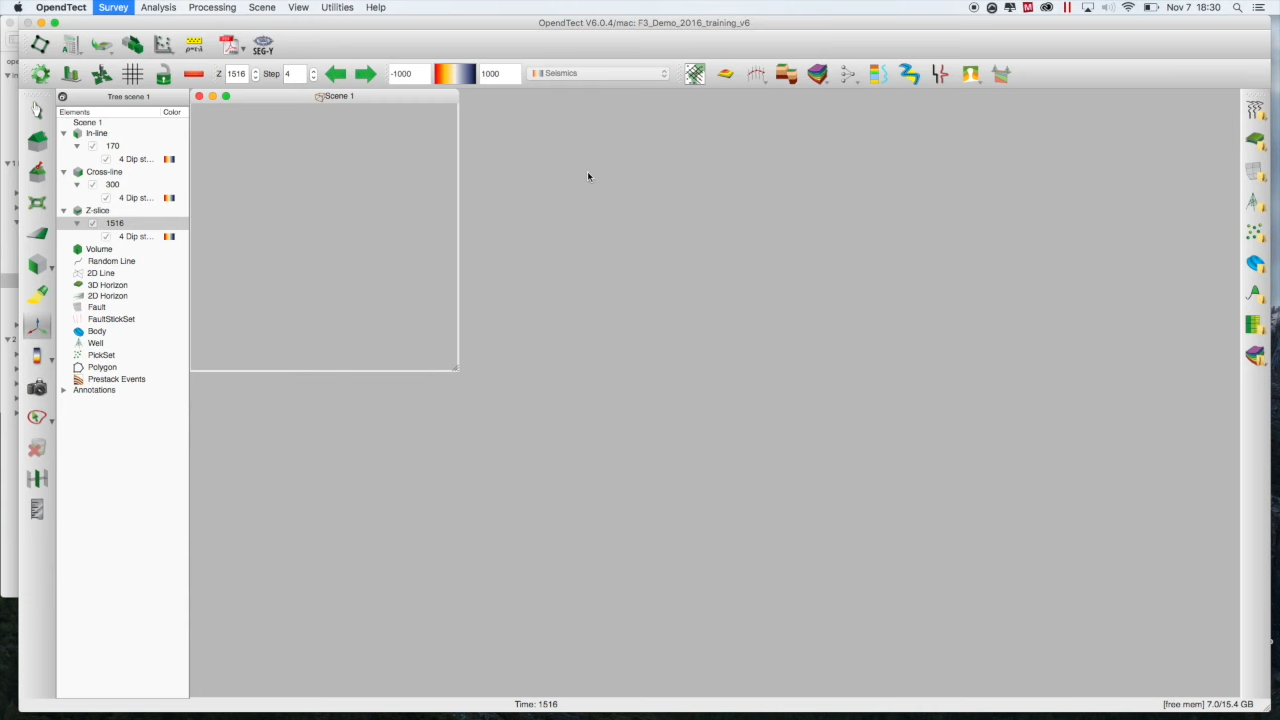 OpendTect Survey Analysis Processing Scene View Utilities Help Nov 7 18:30
OpendTect V6.0.4/mac: F3_Demo_2016_training_v6
SEG-Y
Z 1516 Step 4 -1000 1000 Seismics
Tree scene 1
Scene 1
Elements Color
Scene 1
In-line
170
4 Dip st...
Cross-line
300
4 Dip st...
Z-slice
1516
4 Dip st...
Volume
Random Line
2D Line
3D Horizon
2D Horizon
Fault
FaultStickSet
Body
Well
PickSet
Polygon
Prestack Events
Annotations
Time: 1516
[free mem] 7.0/15.4 GB